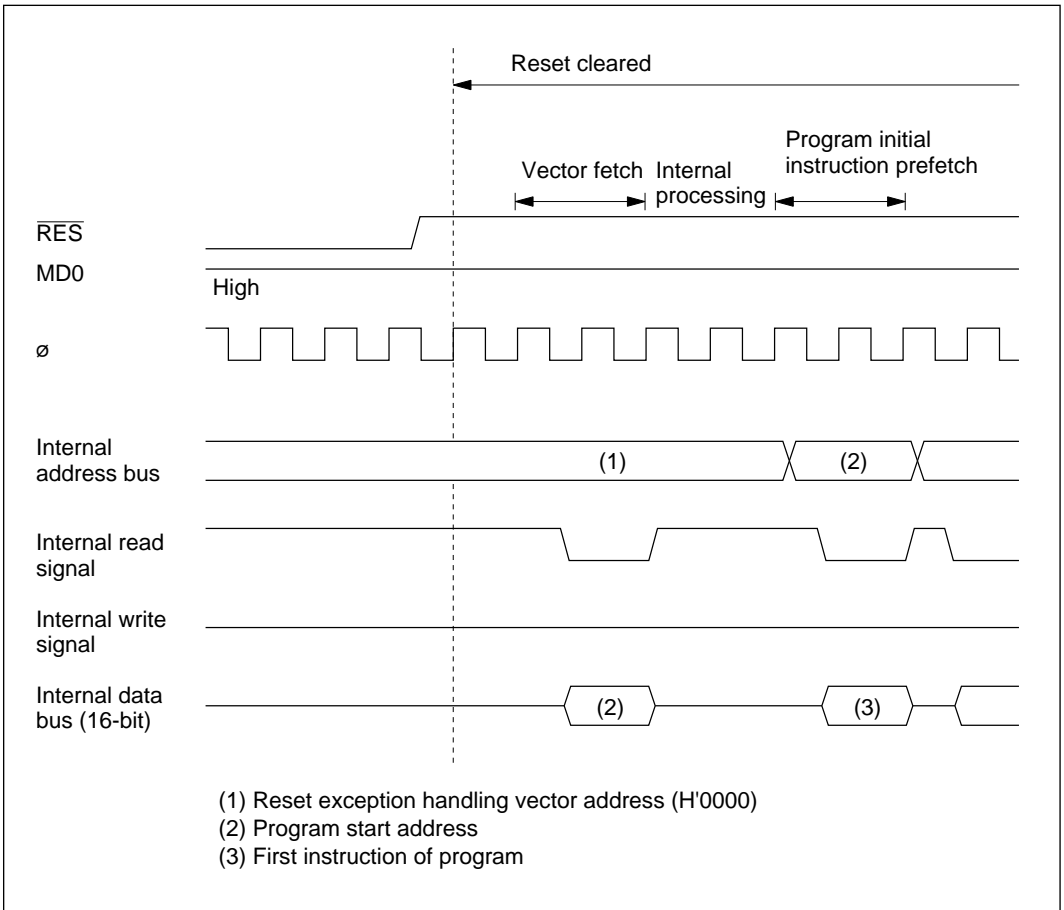 Reset cleared
Program initial
instruction prefetch
Vector fetch
Internal
processing
RES
MD0
High
ø
Internal
address bus
(1)
(2)
Internal read
signal
Internal write
signal
Internal data
bus (16-bit)
(2)
(3)
(1) Reset exception handling vector address (H'0000)
(2) Program start address
(3) First instruction of program